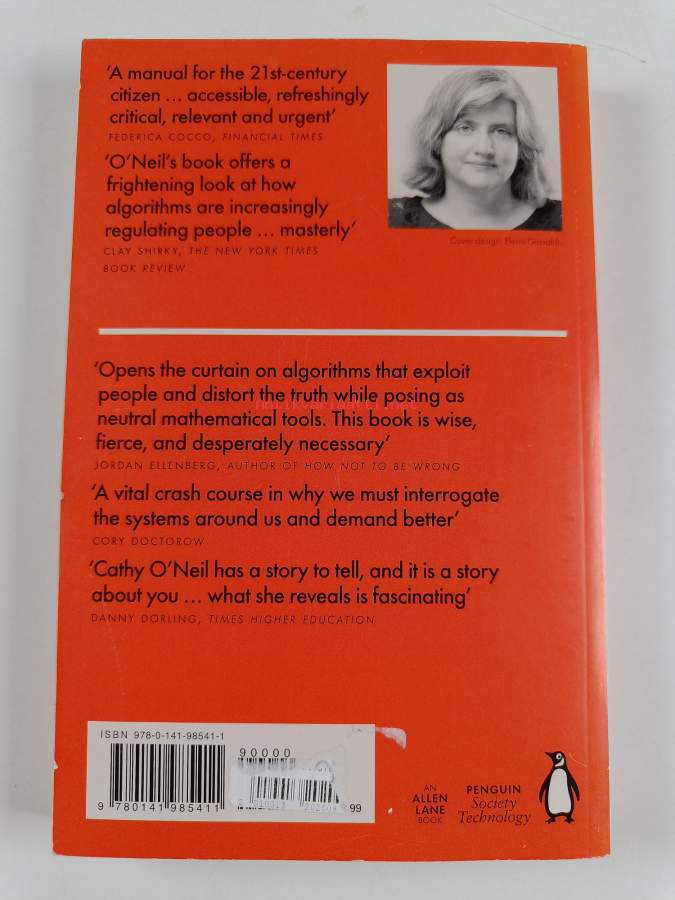 ‘A manual for the 21st-century
citizen ... accessible, refreshingly
critical, relevant and urgent’
FEDERICA COCCO, FINANCIAL TIMES
‘O’Neil’s book offers a
frightening look at how
algorithms are increasingly
regulating people ... masterly’
CLAY SHIRKY, THE NEW YORK TIMES
BOOK REVIEW
Cover design:
‘Opens the curtain on algorithms that exploit
people and distort the truth while posing as
neutral mathematical tools. This book is wise,
fierce, and desperately necessary’
JORDAN ELLENBERG, AUTHOR OF HOW NOT TO BE WRONG
‘A vital crash course in why we must interrogate
the systems around us and demand better’
CORY DOCTOROW
‘Cathy O’Neil has a story to tell, and it is a story
about you ... what she reveals is fascinating’
DANNY DORLING, TIMES HIGHER EDUCATION
ISBN 978-0-141-98541-1
90000
9 780141 985411
AN
ALLEN
LANE
BOOK
PENGUIN
Society
Technology